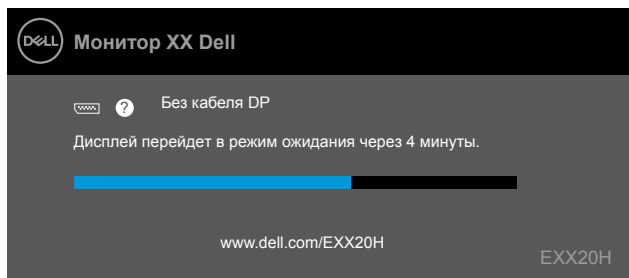 DELL
Монитор XX Dell
? Без кабеля DP
Дисплей перейдет в режим ожидания через 4 минуты.
www.dell.com/EXX20H
EXX20H